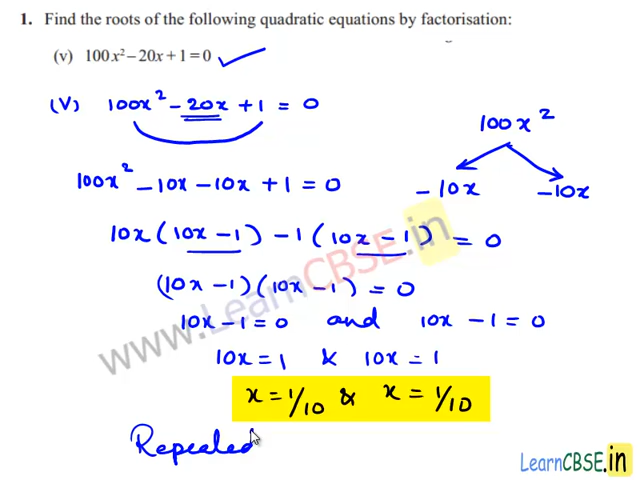 1. Find the roots of the following quadratic equations by factorisation:
(v) 100x² – 20x + 1 = 0
(V) 100x² - 20x + 1 = 0
100x²
100x² - 10x - 10x + 1 = 0
- 10x - 10x
10x (10x - 1) - 1 (10x - 1) = 0
(10x - 1) (10x - 1) = 0
10x - 1 = 0 and 10x - 1 = 0
10x = 1 & 10x = 1
x = 1/10 & x = 1/10
Repeated
www.LearnCBSE.in
LearnCBSE.in